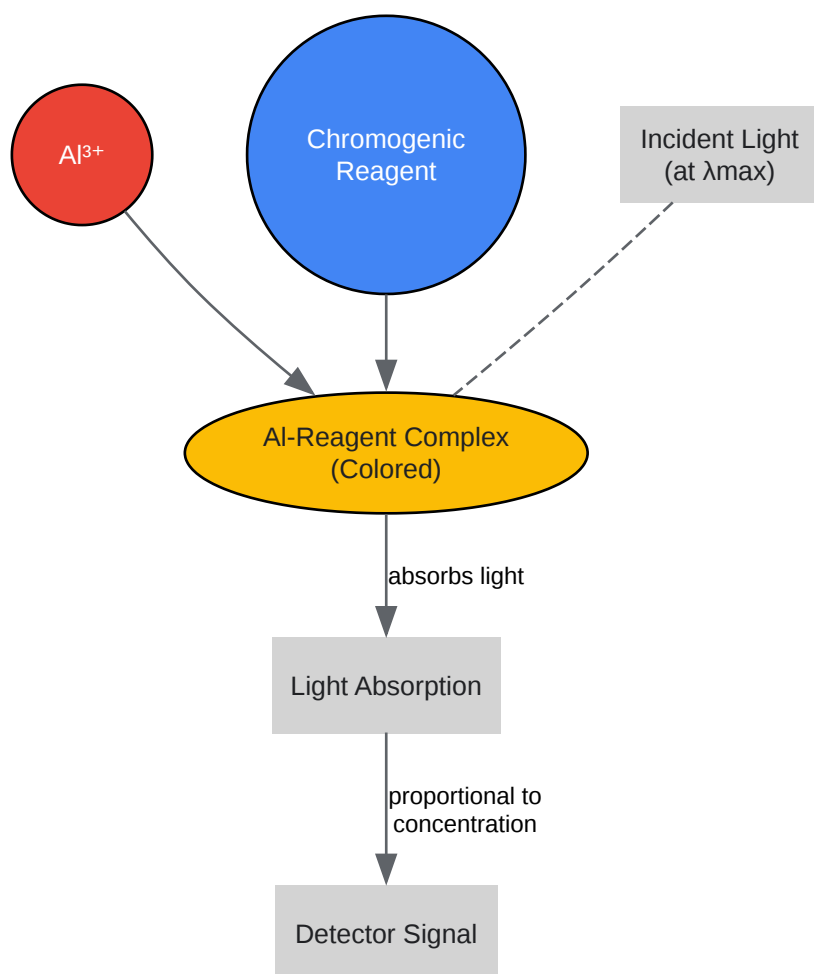 Al³⁺
Chromogenic
Reagent
Incident Light
(at λmax)
Al-Reagent Complex
(Colored)
absorbs light
Light Absorption
proportional to
concentration
Detector Signal